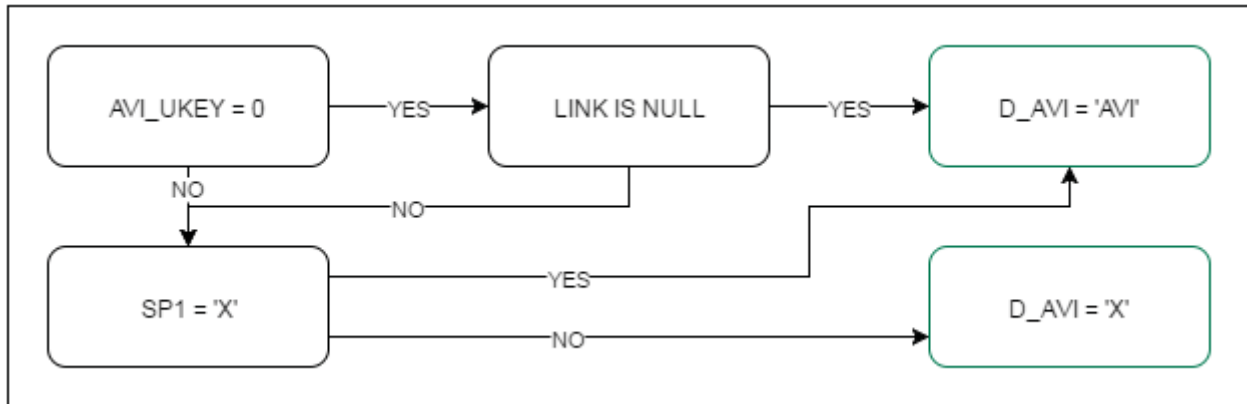 AVI_UKEY = 0
YES
LINK IS NULL
YES
D_AVI = 'AVI'
NO
NO
SP1 = 'X'
YES
NO
D_AVI = 'X'